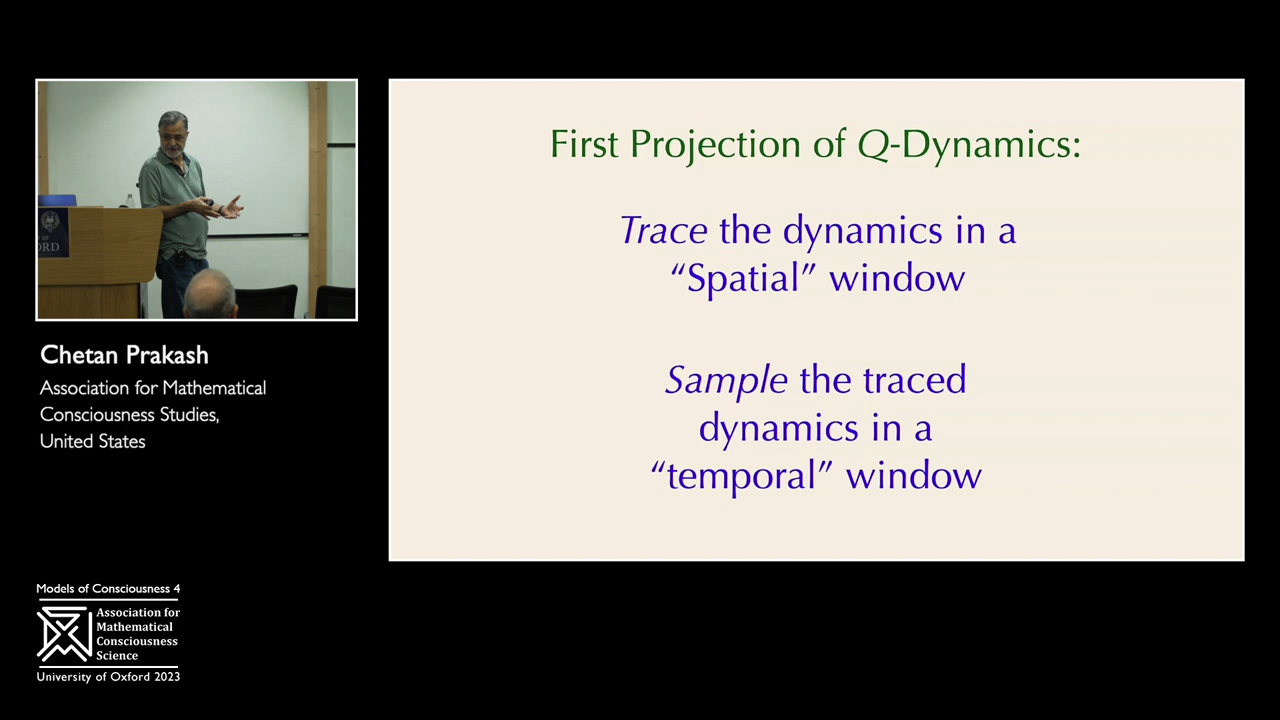 First Projection of Q-Dynamics:
Trace the dynamics in a
“Spatial” window
Sample the traced
dynamics in a
“temporal” window
ORD
Chetan Prakash
Association for Mathematical
Consciousness Studies,
United States
Models of Consciousness 4
Association for
Mathematical
Consciousness
Science
University of Oxford 2023